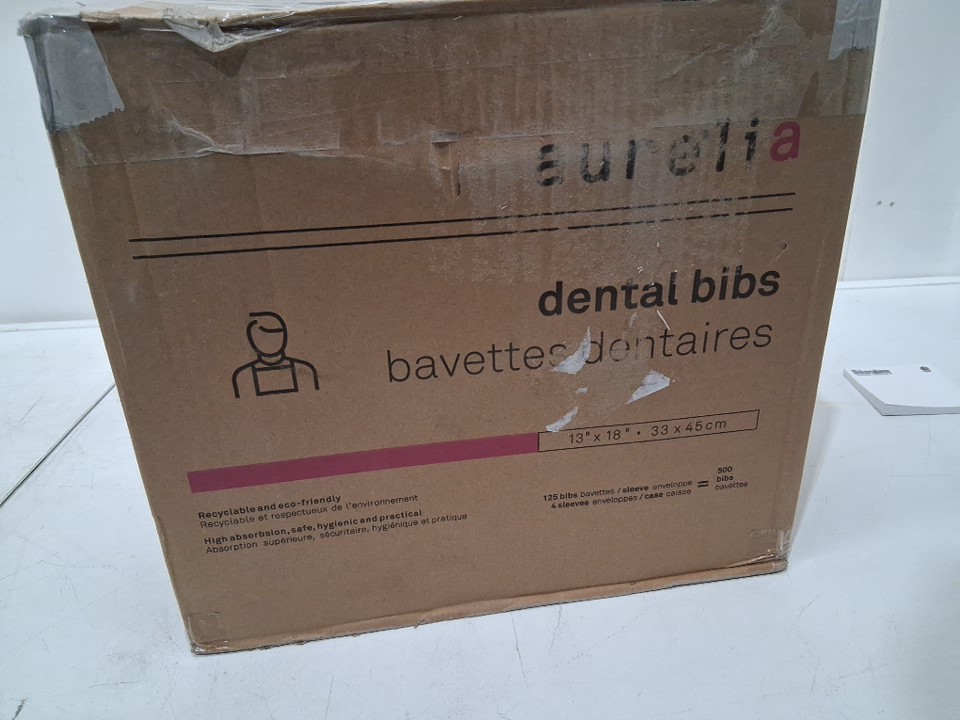 aurelia
dental bibs
bavettes dentaires
13" x 18" • 33 x 45 cm
Recyclable and eco-friendly
Recyclable et respectueux de l'environnement
High absorbsion, safe, hygienic and practical
Absorption supérieure, sécuritaire, hygiénique et pratique
125 bibs bavettes / sleeve enveloppe
4 sleeves enveloppes / case caisse
=
500
bibs
bavettes